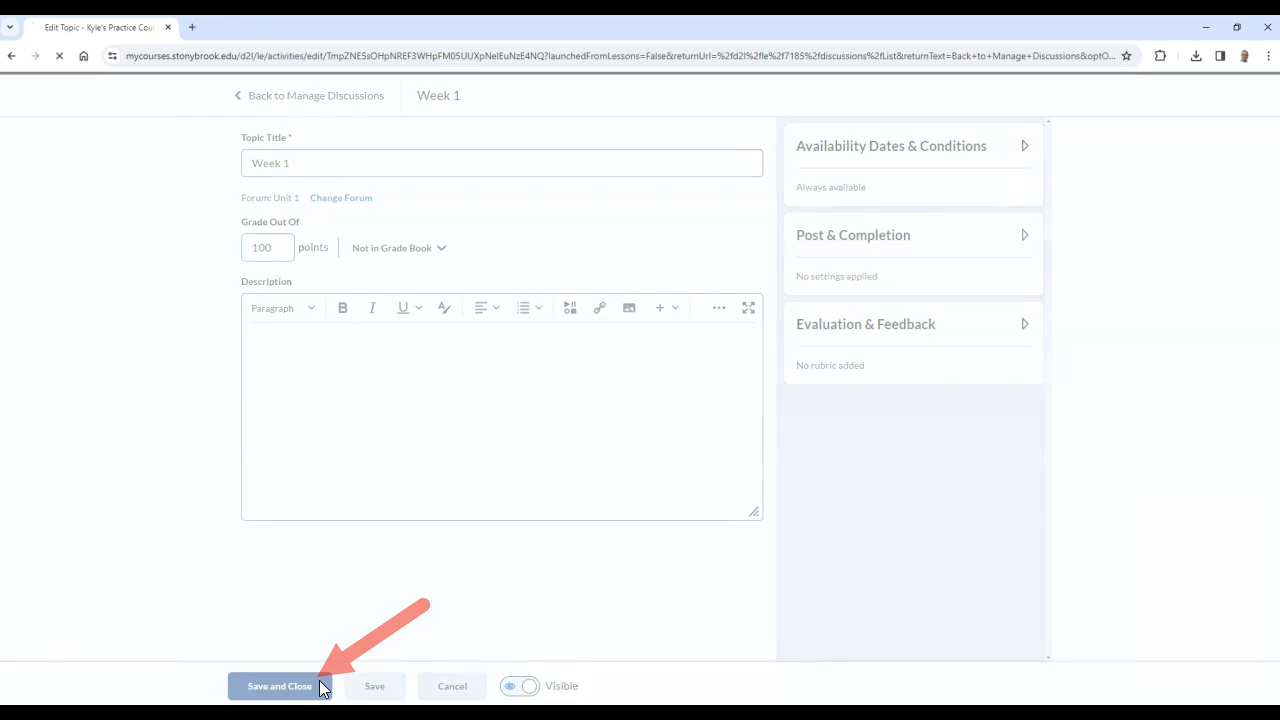 Edit Topic - Kyle's Practice Cou
mycourses.stonybrook.edu/d2l/le/activities/edit/TmpZNE5sOHpNREF3WHpFM05UUXpNelEuNzE4NQ?launchedFromLessons=False&returnUrl=%2fd2l%2fle%2f7185%2fdiscussions%2fList&returnText=Back+to+Manage+Discussions&optO...
Back to Manage Discussions
Week 1
Topic Title *
Week 1
Forum: Unit 1 Change Forum
Grade Out Of
100 points Not in Grade Book
Description
Paragraph
Availability Dates & Conditions
Always available
Post & Completion
No settings applied
Evaluation & Feedback
No rubric added
Save and Close Save Cancel Visible